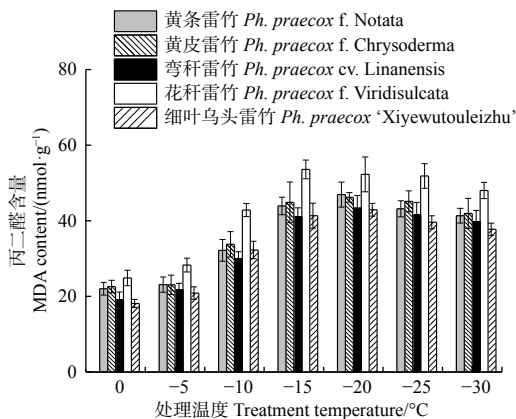 黄条雷竹 Ph. praecox f. Notata
黄皮雷竹 Ph. praecox f. Chrysoderma
弯秆雷竹 Ph. praecox cv. Linanensis
花秆雷竹 Ph. praecox f. Viridisulcata
细叶乌头雷竹 Ph. praecox ‘Xiyewutouleizhu’
80
60
40
20
0
丙二醛含量
MDA content/(nmol·g⁻¹)
0 −5 −10 −15 −20 −25 −30
处理温度 Treatment temperature/°C